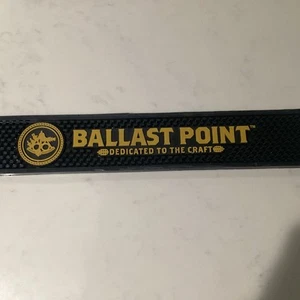 BALLAST POINT™
DEDICATED TO THE CRAFT